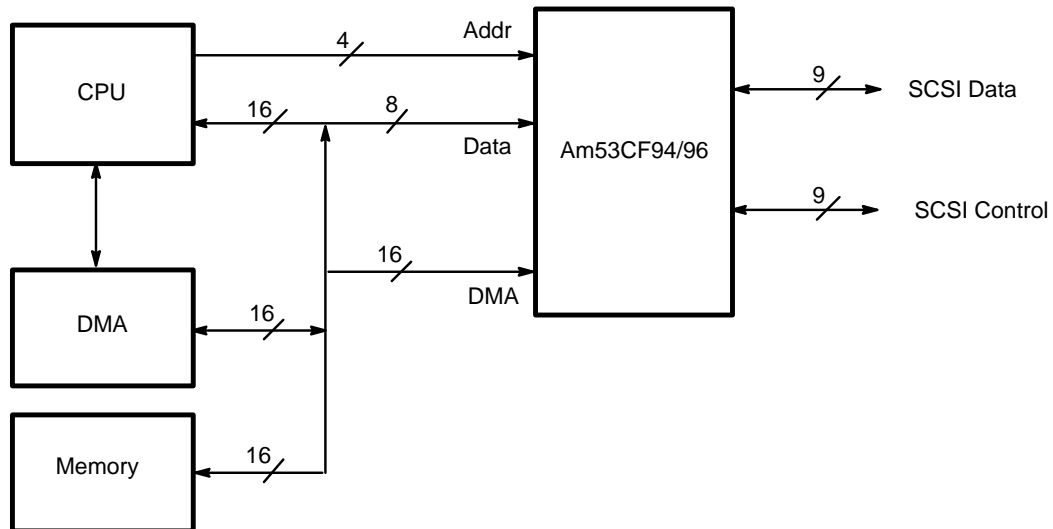 4
Addr
CPU
9
SCSI Data
16
8
Data
Am53CF94/96
9
SCSI Control
16
DMA
DMA
16
Memory
16